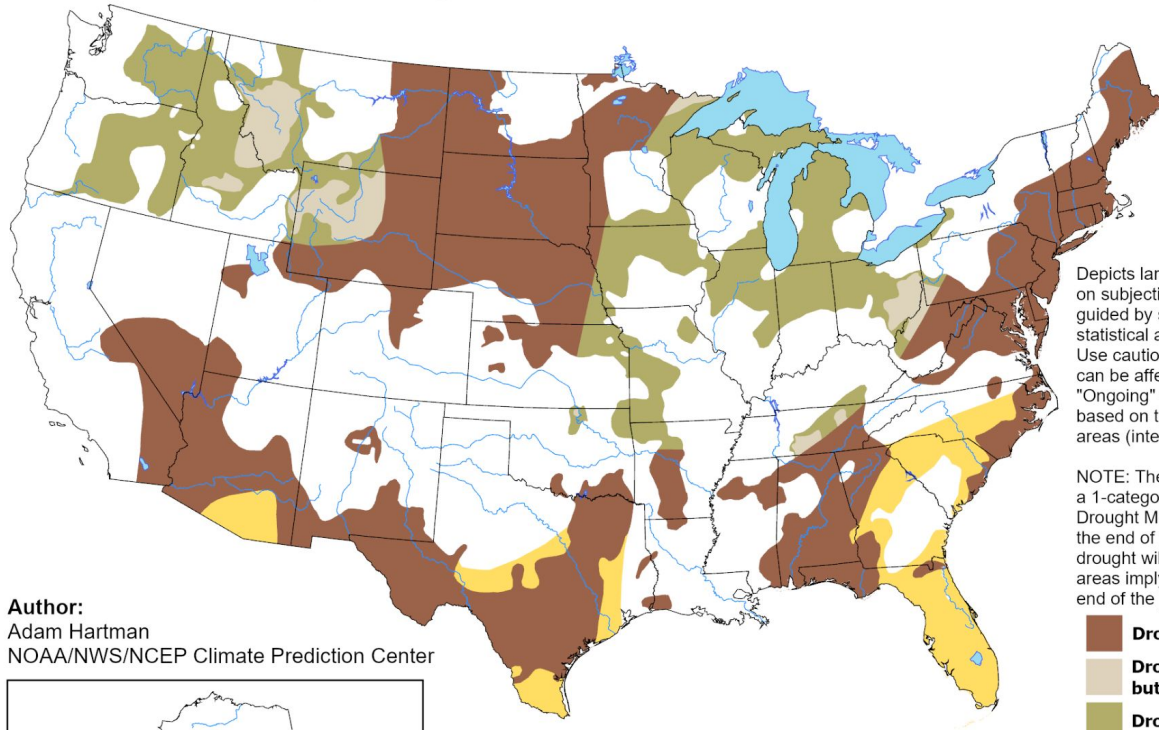 Depicts lar
on subjecti
guided by s
statistical a
Use cautio
can be affe
"Ongoing"
based on t
areas (inte
NOTE: The
a 1-catego
Drought M
the end of
drought wil
areas imply
end of the
Author:
Adam Hartman
NOAA/NWS/NCEP Climate Prediction Center
Dro
Dro
but
Dro